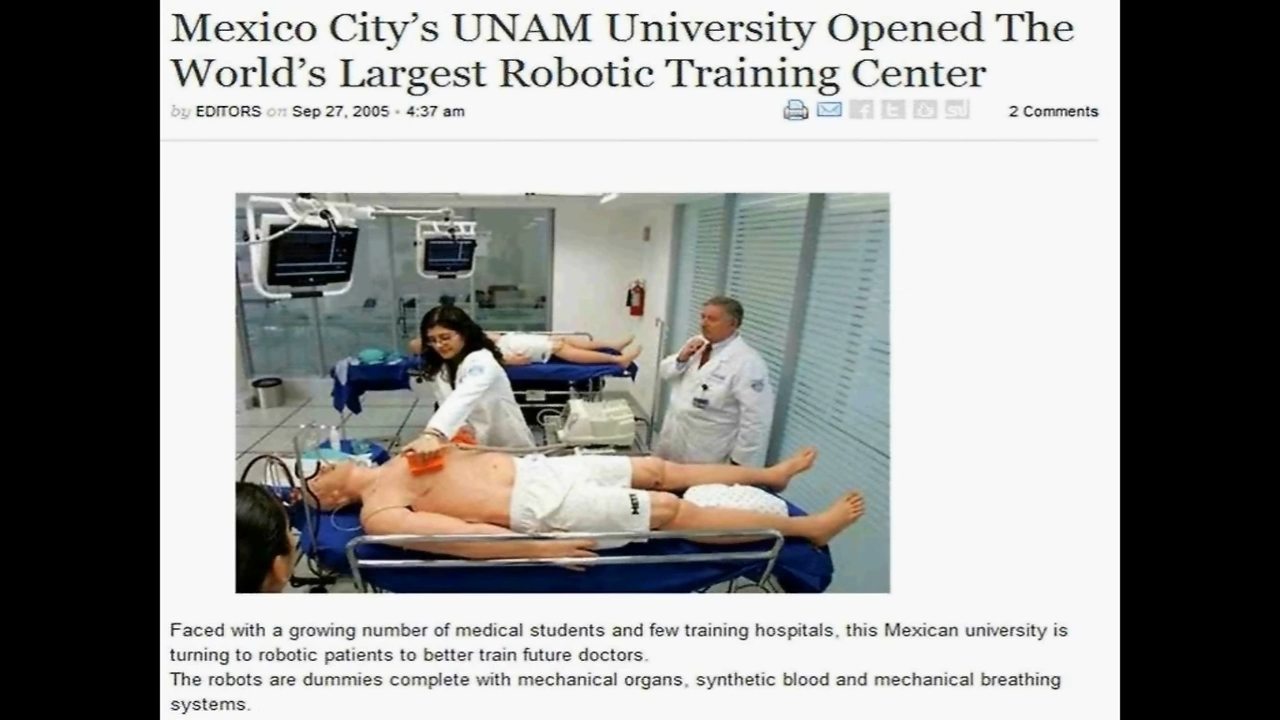 Mexico City’s UNAM University Opened The
World’s Largest Robotic Training Center
by EDITORS on Sep 27, 2005 • 4:37 am
2 Comments
METI
Faced with a growing number of medical students and few training hospitals, this Mexican university is
turning to robotic patients to better train future doctors.
The robots are dummies complete with mechanical organs, synthetic blood and mechanical breathing
systems.